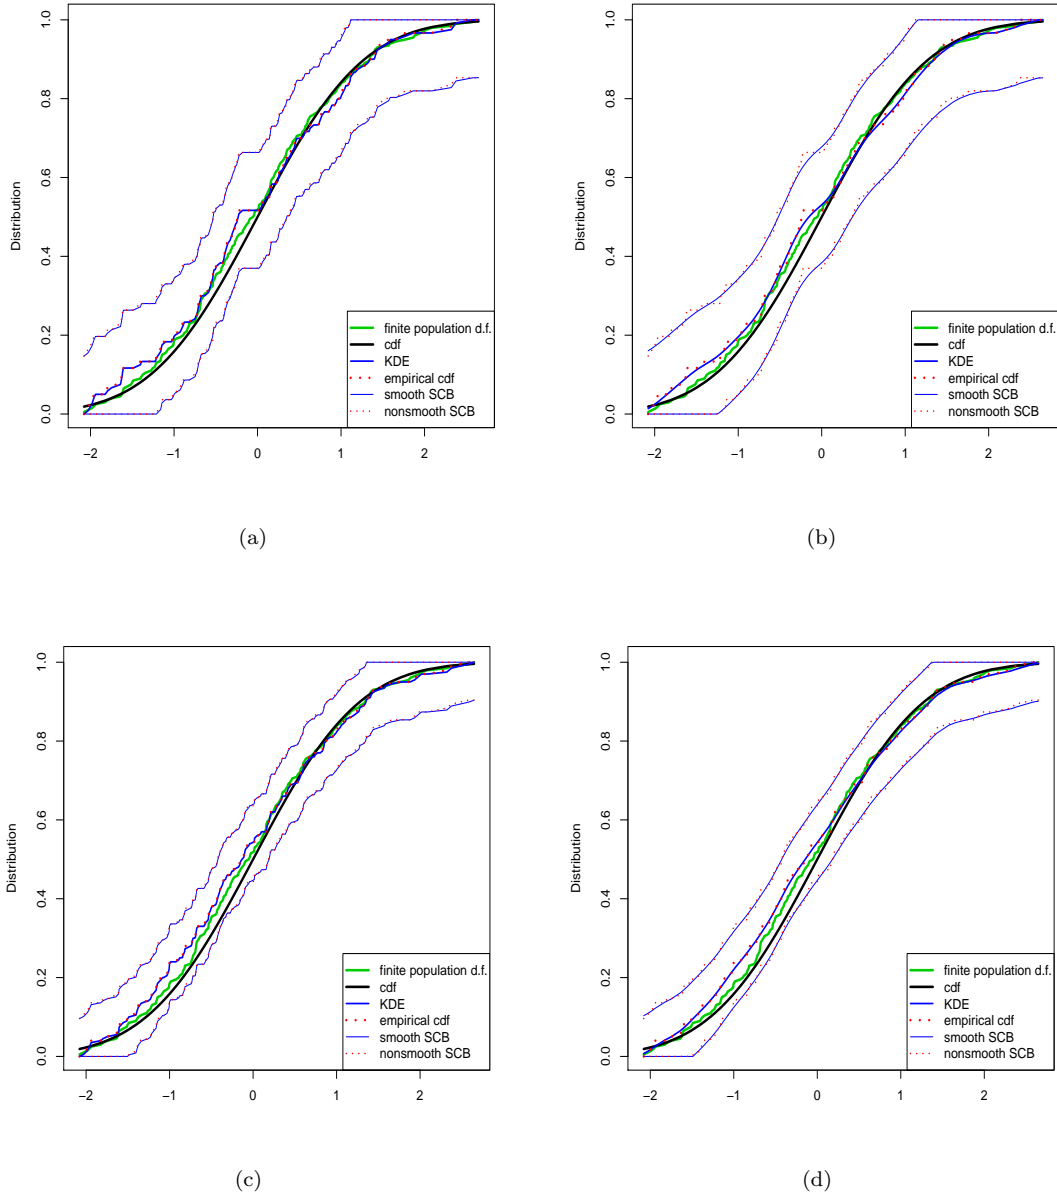 1.0
0.8
0.6
0.4
0.2
0.0
Distribution
−2 −1 0 1 2
finite population d.f.
cdf
KDE
empirical cdf
smooth SCB
nonsmooth SCB
(a)
1.0
0.8
0.6
0.4
0.2
0.0
Distribution
−2 −1 0 1 2
finite population d.f.
cdf
KDE
empirical cdf
smooth SCB
nonsmooth SCB
(b)
1.0
0.8
0.6
0.4
0.2
0.0
Distribution
−2 −1 0 1 2
finite population d.f.
cdf
KDE
empirical cdf
smooth SCB
nonsmooth SCB
(c)
1.0
0.8
0.6
0.4
0.2
0.0
Distribution
−2 −1 0 1 2
finite population d.f.
cdf
KDE
empirical cdf
smooth SCB
nonsmooth SCB
(d)